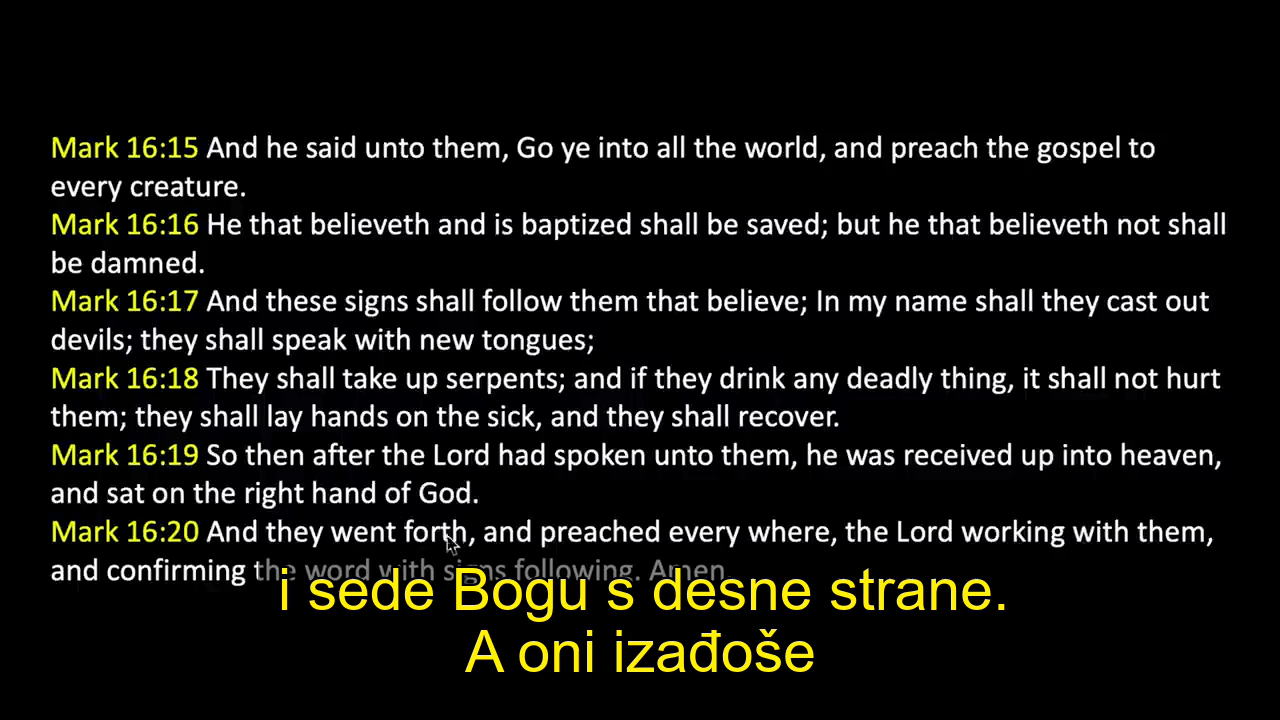 Mark 16:15 And he said unto them, Go ye into all the world, and preach the gospel to
every creature.
Mark 16:16 He that believeth and is baptized shall be saved; but he that believeth not shall
be damned.
Mark 16:17 And these signs shall follow them that believe; In my name shall they cast out
devils; they shall speak with new tongues;
Mark 16:18 They shall take up serpents; and if they drink any deadly thing, it shall not hurt
them; they shall lay hands on the sick, and they shall recover.
Mark 16:19 So then after the Lord had spoken unto them, he was received up into heaven,
and sat on the right hand of God.
Mark 16:20 And they went forth, and preached every where, the Lord working with them,
and confirming the word with signs following. Amen
i sede Bogu s desne strane.
A oni izađoše